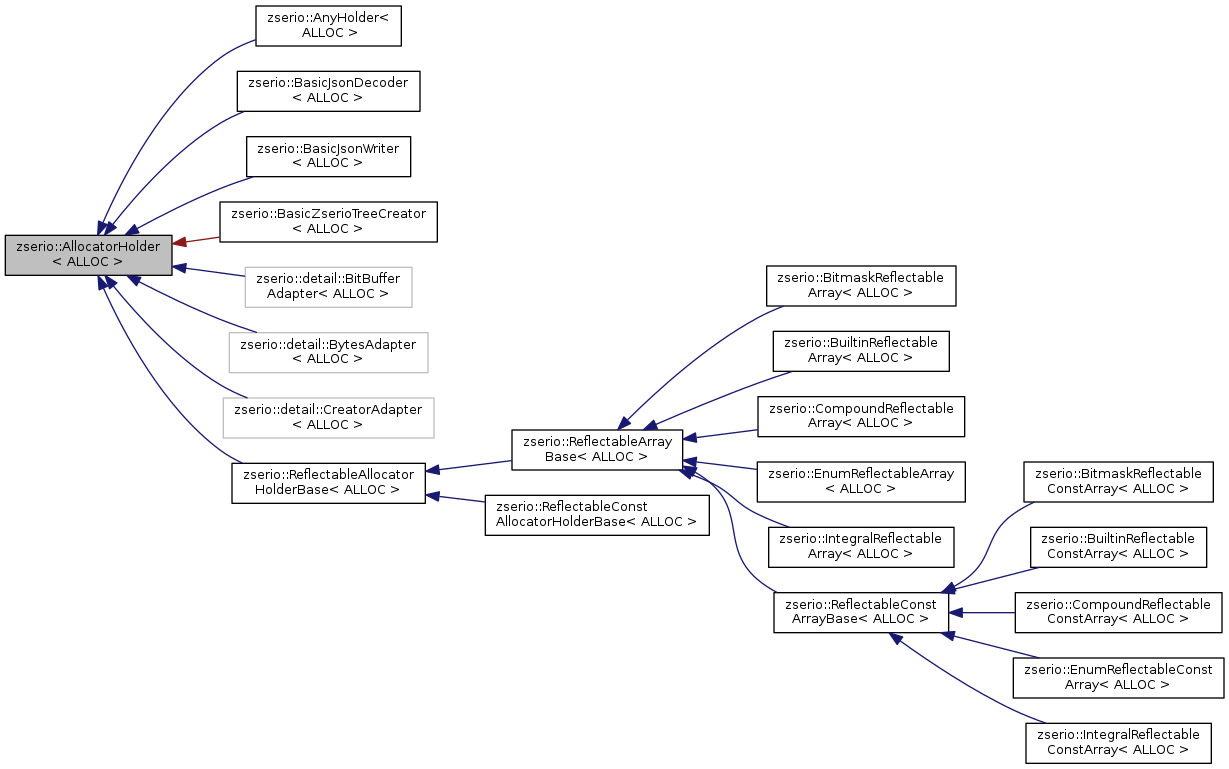 zserio::AnyHolder<
ALLOC >
zserio::BasicJsonDecoder
< ALLOC >
zserio::BasicJsonWriter
< ALLOC >
zserio::BasicZserioTreeCreator
< ALLOC >
zserio::AllocatorHolder
< ALLOC >
zserio::detail::BitBuffer
Adapter< ALLOC >
zserio::detail::BytesAdapter
< ALLOC >
zserio::detail::CreatorAdapter
< ALLOC >
zserio::ReflectableAllocator
HolderBase< ALLOC >
zserio::ReflectableArray
Base< ALLOC >
zserio::ReflectableConst
AllocatorHolderBase< ALLOC >
zserio::BitmaskReflectable
Array< ALLOC >
zserio::BuiltinReflectable
Array< ALLOC >
zserio::CompoundReflectable
Array< ALLOC >
zserio::EnumReflectableArray
< ALLOC >
zserio::IntegralReflectable
Array< ALLOC >
zserio::ReflectableConst
ArrayBase< ALLOC >
zserio::BitmaskReflectable
ConstArray< ALLOC >
zserio::BuiltinReflectable
ConstArray< ALLOC >
zserio::CompoundReflectable
ConstArray< ALLOC >
zserio::EnumReflectableConst
Array< ALLOC >
zserio::IntegralReflectable
ConstArray< ALLOC >